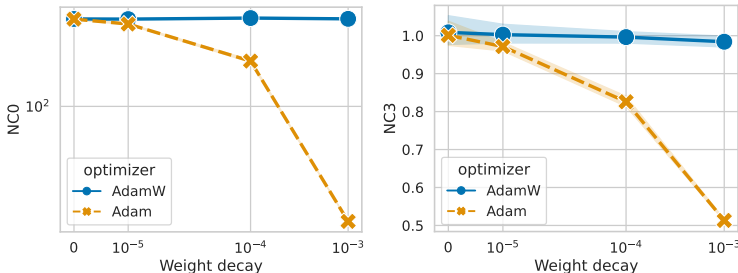 NC0
10²
optimizer
AdamW
Adam
0
10⁻⁵
10⁻⁴
10⁻³
Weight decay
NC3
1.0
0.9
0.8
0.7
0.6
0.5
optimizer
AdamW
Adam
0
10⁻⁵
10⁻⁴
10⁻³
Weight decay